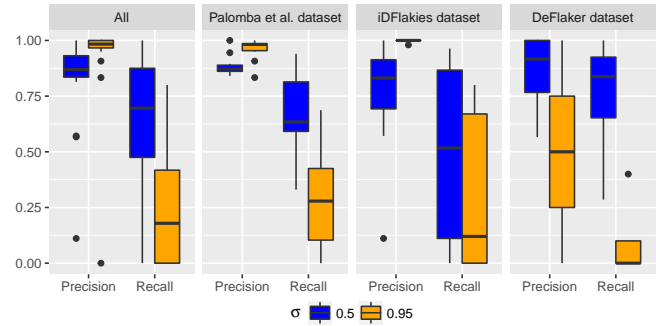 All
Palomba et al. dataset
iDFlakies dataset
DeFlaker dataset
1.00
0.75
0.50
0.25
0.00
Precision Recall Precision Recall Precision Recall Precision Recall
σ 0.5 0.95